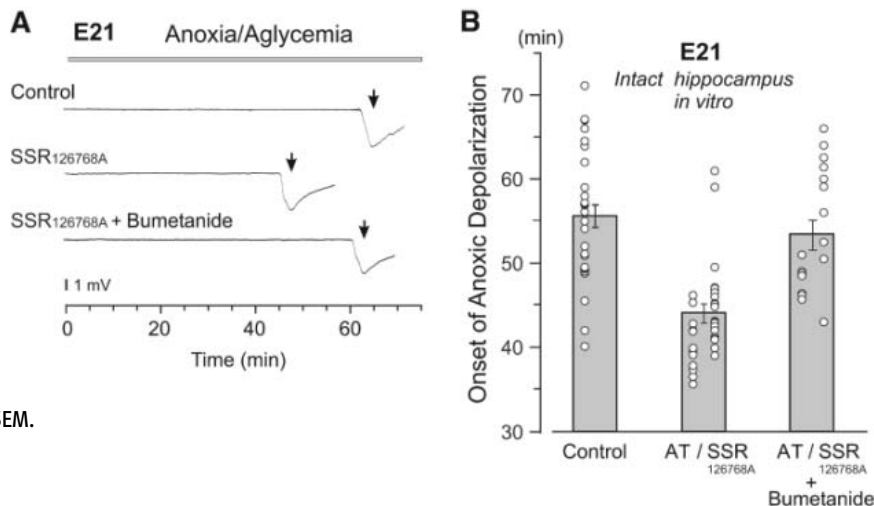 A
E21
Anoxia/Aglycemia
Control
SSR126768A
SSR126768A + Bumetanide
1 mV
0 20 40 60
Time (min)
SEM.
B
(min)
E21
Intact hippocampus
in vitro
Onset of Anoxic Depolarization
70
60
50
40
30
Control
AT / SSR
126768A
AT / SSR
126768A
+
Bumetanide